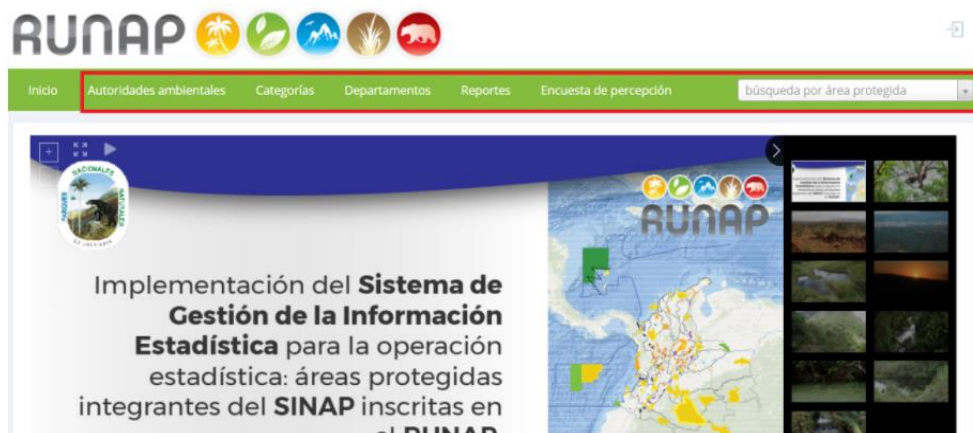 RUNAP
Inicio Autoridades ambientales Categorías Departamentos Reportes Encuesta de percepción búsqueda por área protegida
PARQUES NACIONALES NATURALES
RUNAP
Implementación del Sistema de
Gestión de la Información
Estadística para la operación
estadística: áreas protegidas
integrantes del SINAP inscritas en
el RUNAP